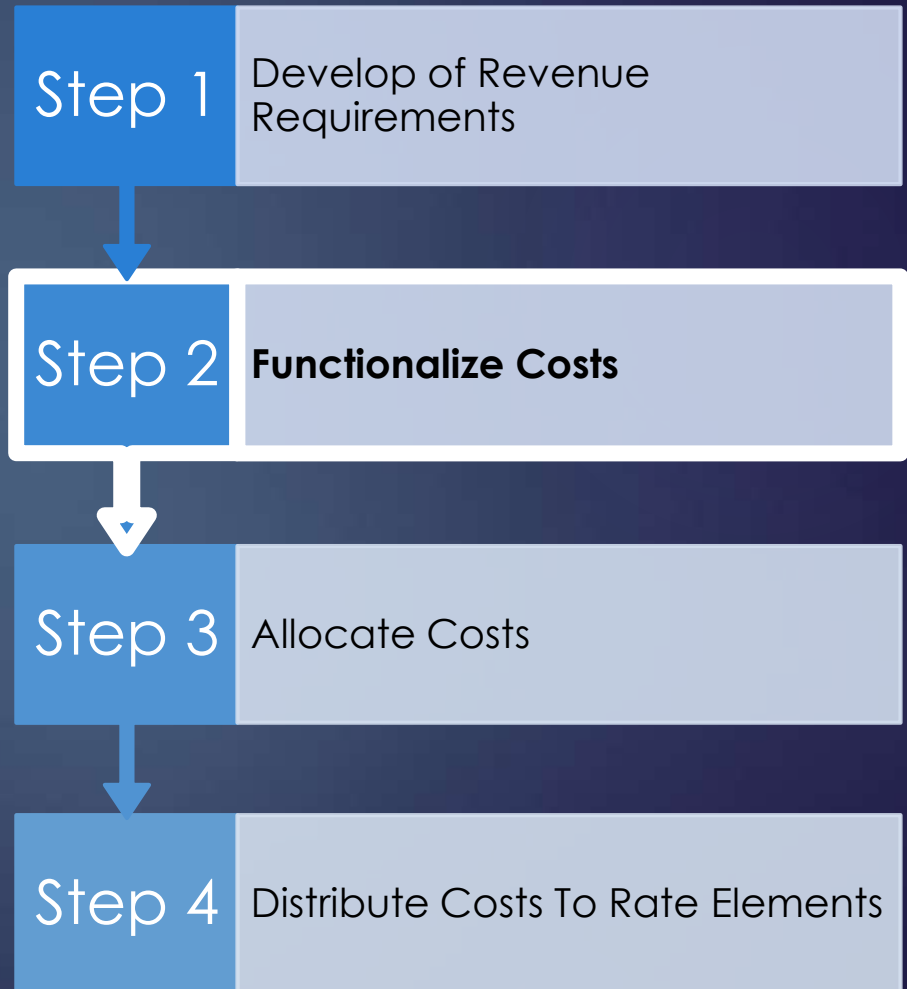 Step 1
Develop of Revenue
Requirements
Step 2
Functionalize Costs
Step 3
Allocate Costs
Step 4
Distribute Costs To Rate Elements